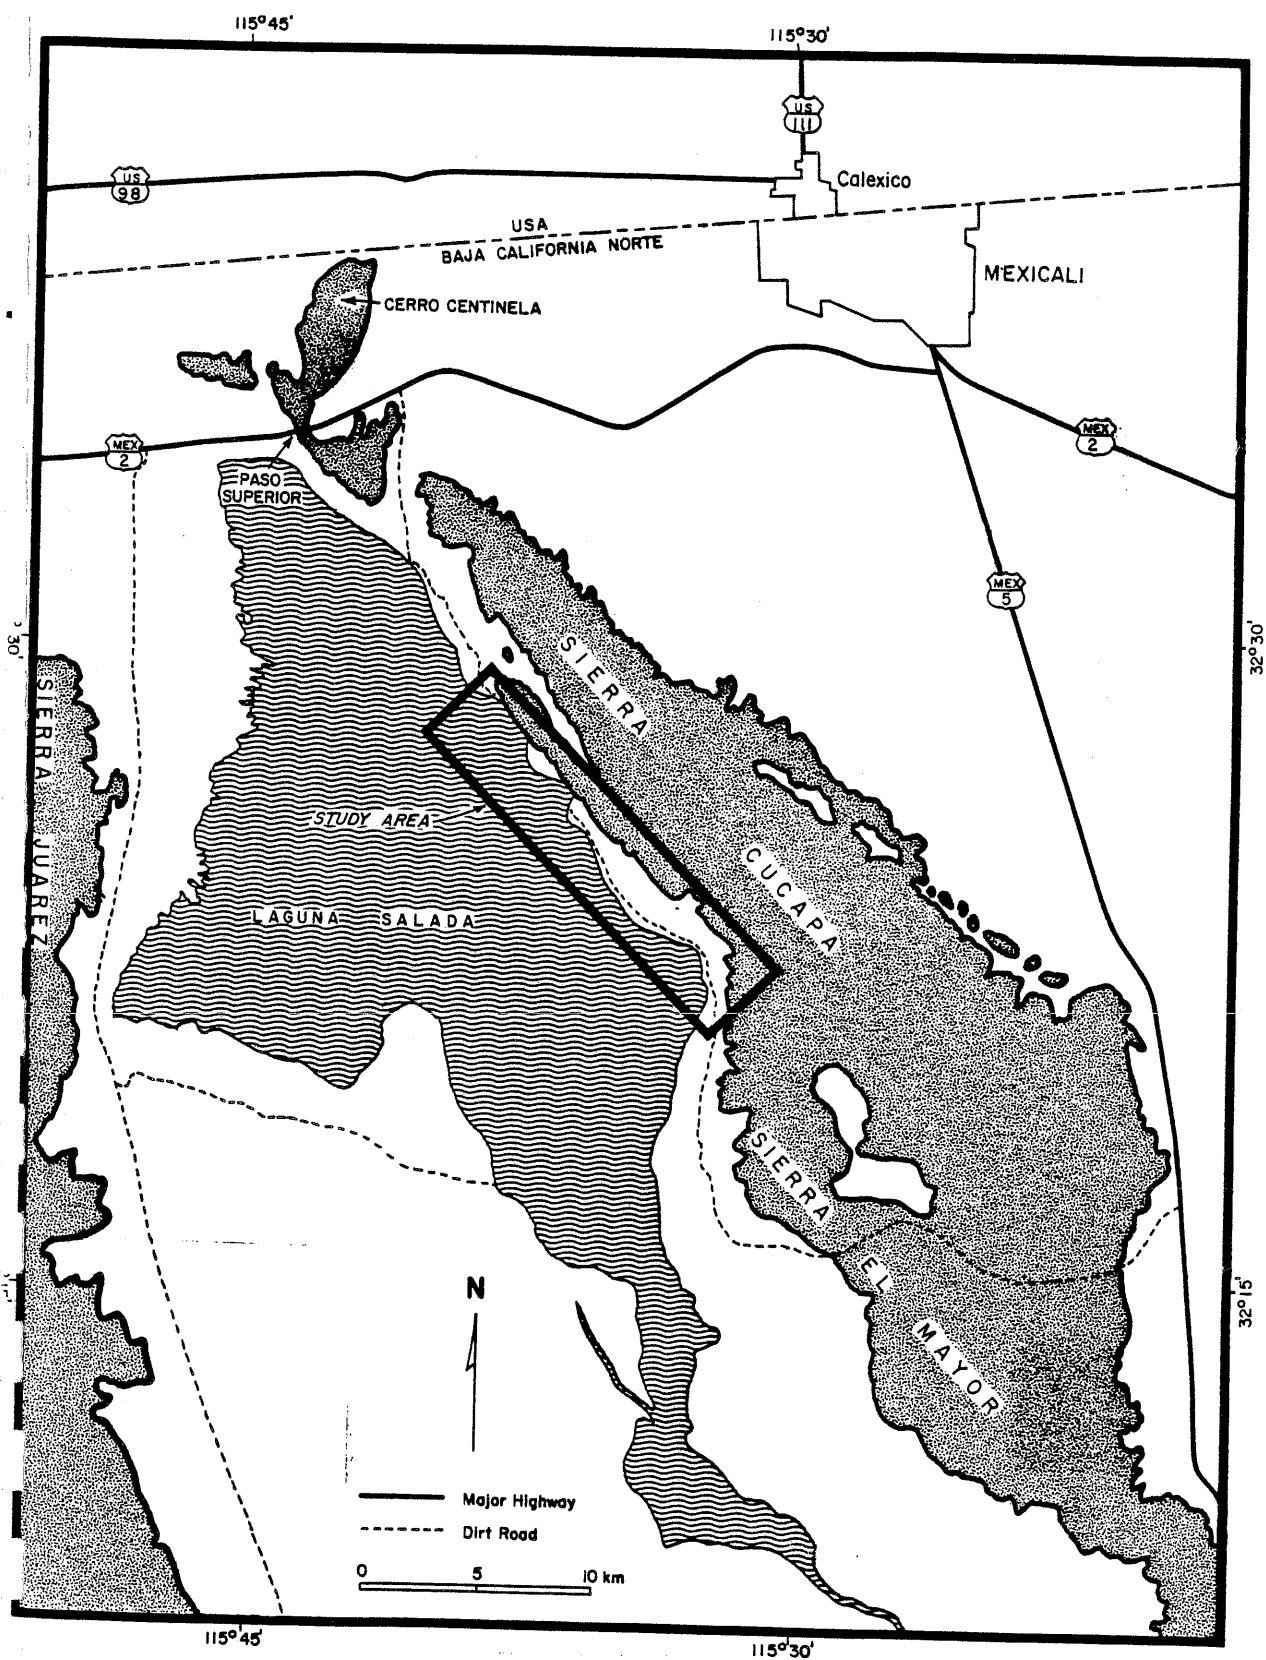 115°45'
115°30'
US
111
US
98
Calexico
USA
BAJA CALIFORNIA NORTE
MEXICALI
CERRO CENTINELA
MEX
2
MEX
2
PASO
SUPERIOR
MEX
5
30'
32°30'
SIERRA
SIERRA JUAREZ
STUDY AREA
CUCAPA
LAGUNA SALADA
SIERRA
EL
MAYOR
N
32°15'
Major Highway
Dirt Road
0 5 10 km
115°45'
115°30'